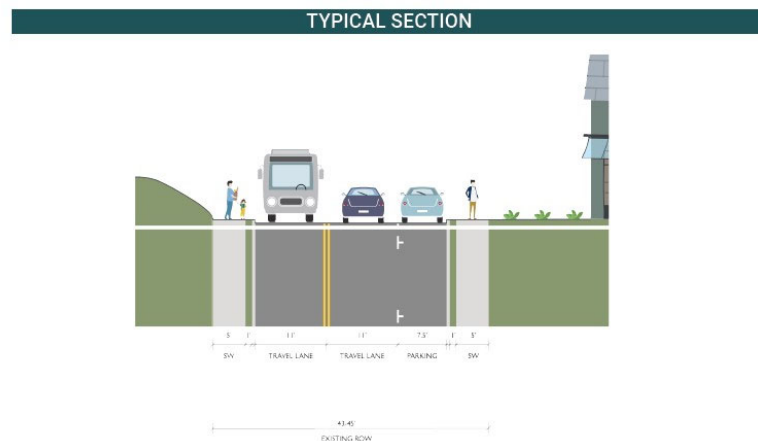 TYPICAL SECTION
5' 1' 11' 11' 7.5' 1' 5'
SW TRAVEL LANE TRAVEL LANE PARKING SW
43-45'
EXISTING ROW